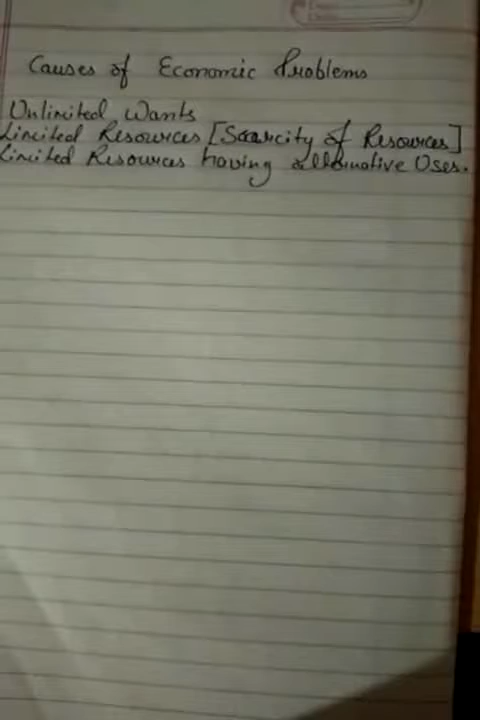 Causes of Economic Problems
Unlimited Wants
Limited Resources [Scarcity of Resources]
Limited Resources having alternative Uses.